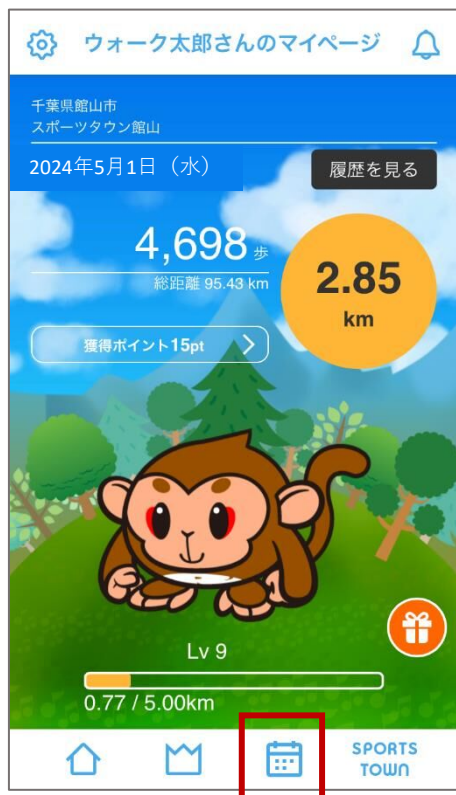 ウォーク太郎さんのマイページ
千葉県館山市
スポーツタウン館山
2024年5月1日（水）
履歴を見る
4,698 歩
総距離 95.43 km
2.85
km
獲得ポイント15pt
Lv 9
0.77 / 5.00km
SPORTS
TOWN